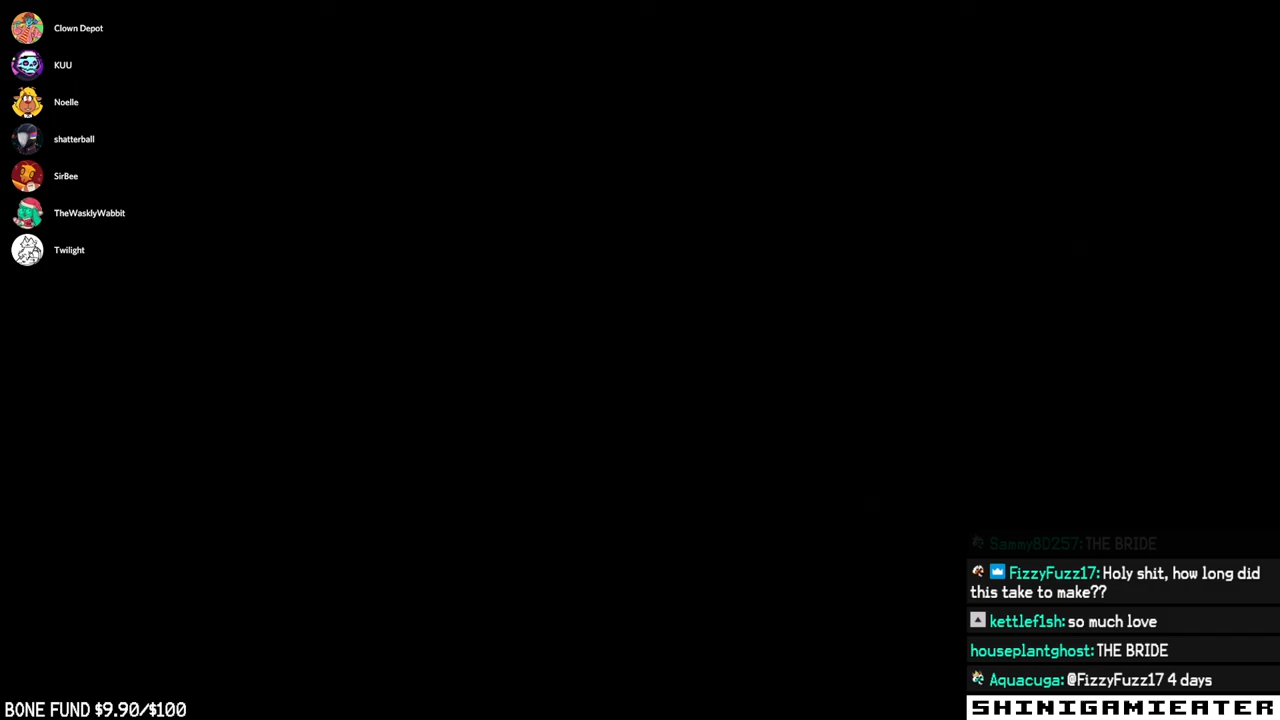 Clown Depot
KUU
Noelle
shatterball
SirBee
TheWasklyWabbit
Twilight
Sammy8D257: THE BRIDE
FizzyFuzz17: Holy shit, how long did
this take to make??
kettlef1sh: so much love
houseplantghost: THE BRIDE
Aquacuga: @FizzyFuzz17 4 days
BONE FUND $9.90/$100
SHINIGAMIEATER